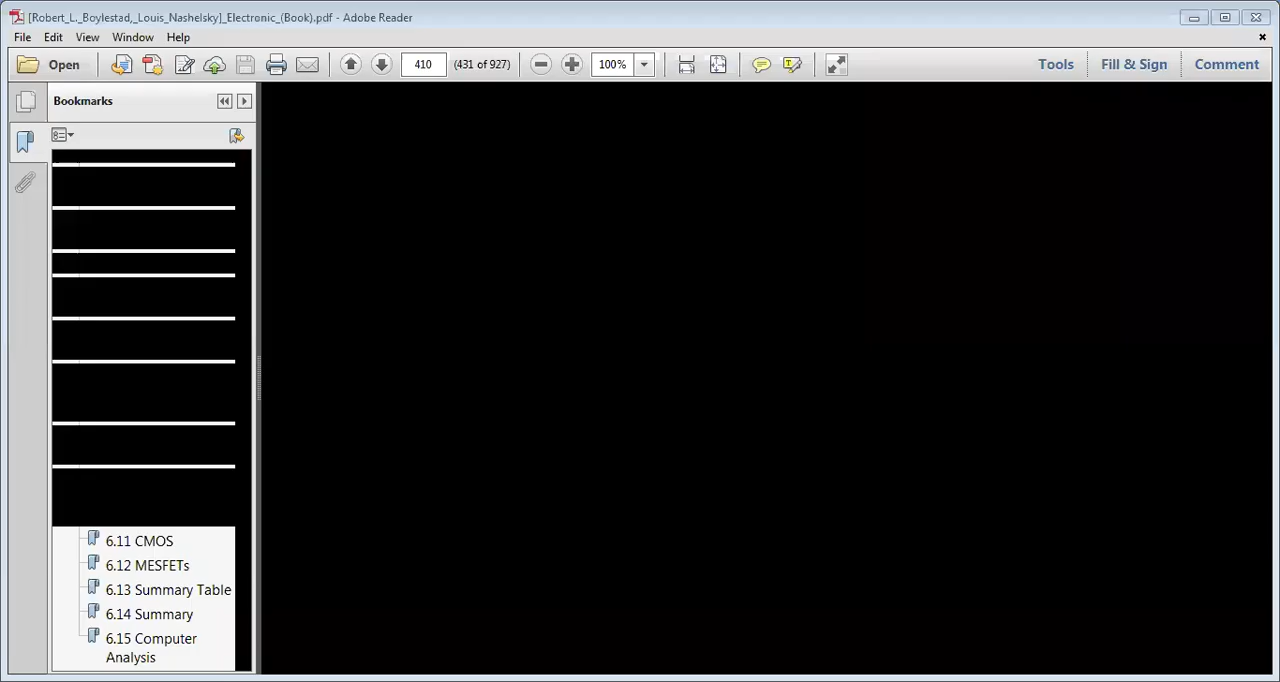 [Robert_L._Boylestad,_Louis_Nashelsky]_Electronic_(Book).pdf - Adobe Reader
File Edit View Window Help
Open 410 (431 of 927) 100% Tools Fill & Sign Comment
Bookmarks
6.11 CMOS
6.12 MESFETs
6.13 Summary Table
6.14 Summary
6.15 Computer
Analysis